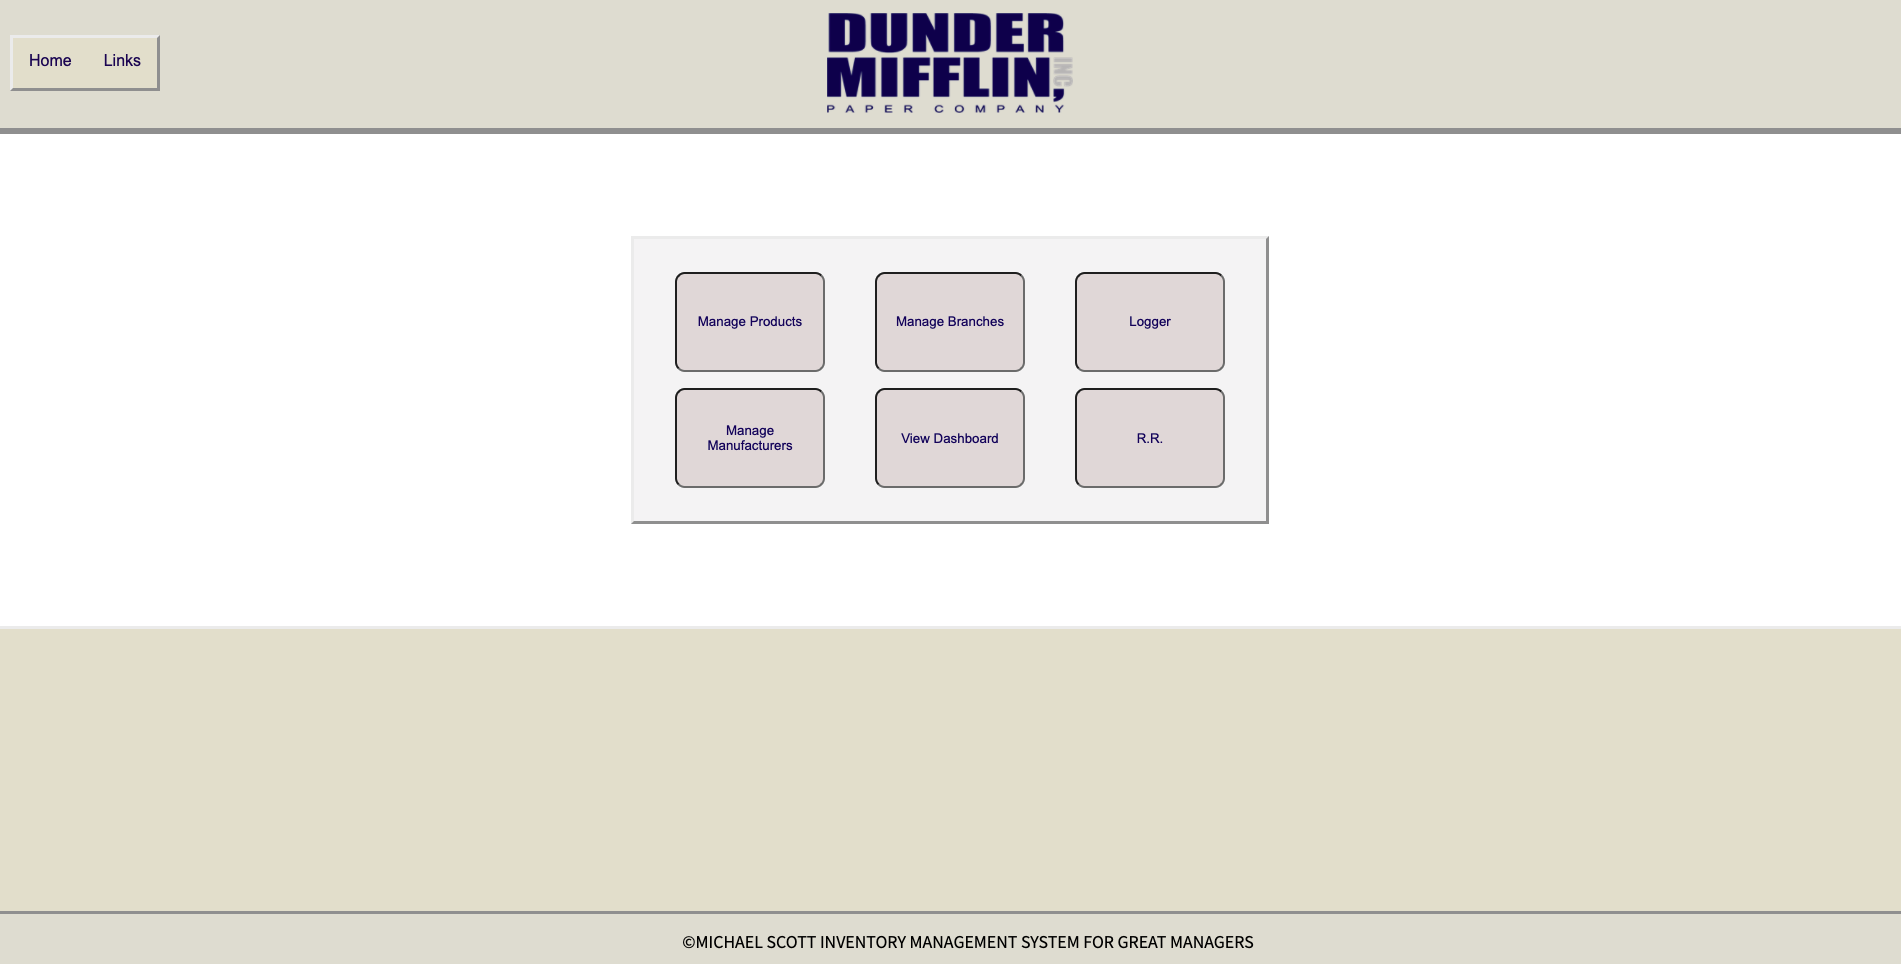 Home Links
DUNDER
MIFFLIN, INC
PAPER COMPANY
Manage Products
Manage Branches
Logger
Manage
Manufacturers
View Dashboard
R.R.
©MICHAEL SCOTT INVENTORY MANAGEMENT SYSTEM FOR GREAT MANAGERS